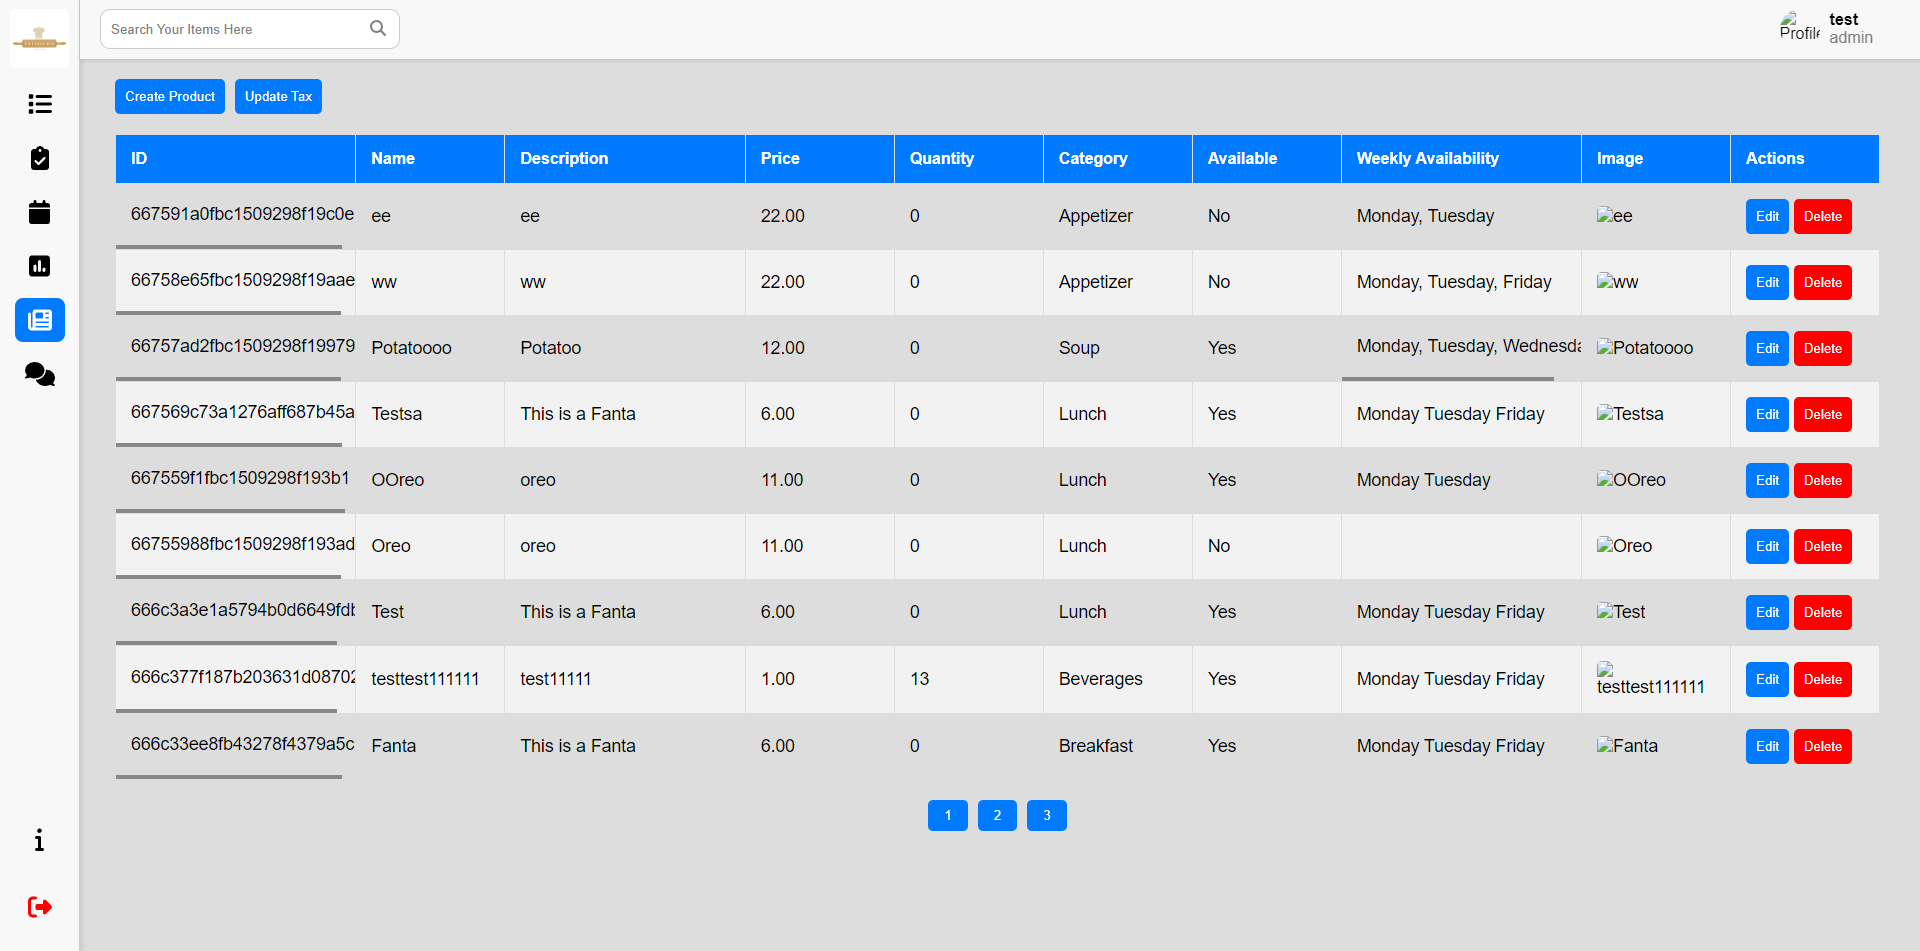 Search Your Items Here
Profile
test
admin
Create Product Update Tax
ID Name Description Price Quantity Category Available Weekly Availability Image Actions
667591a0fbc1509298f19c0e ee ee 22.00 0 Appetizer No Monday, Tuesday ee Edit Delete
66758e65fbc1509298f19aae ww ww 22.00 0 Appetizer No Monday, Tuesday, Friday ww Edit Delete
66757ad2fbc1509298f19979 Potatoooo Potatoo 12.00 0 Soup Yes Monday, Tuesday, Wednesda Potatoooo Edit Delete
667569c73a1276aff687b45a Testsa This is a Fanta 6.00 0 Lunch Yes Monday Tuesday Friday Testsa Edit Delete
667559f1fbc1509298f193b1 OOreo oreo 11.00 0 Lunch Yes Monday Tuesday OOreo Edit Delete
66755988fbc1509298f193ad Oreo oreo 11.00 0 Lunch No Oreo Edit Delete
666c3a3e1a5794b0d6649fdb Test This is a Fanta 6.00 0 Lunch Yes Monday Tuesday Friday Test Edit Delete
666c377f187b203631d08702 testtest111111 test11111 1.00 13 Beverages Yes Monday Tuesday Friday testtest111111 Edit Delete
666c33ee8fb43278f4379a5c Fanta This is a Fanta 6.00 0 Breakfast Yes Monday Tuesday Friday Fanta Edit Delete
1 2 3